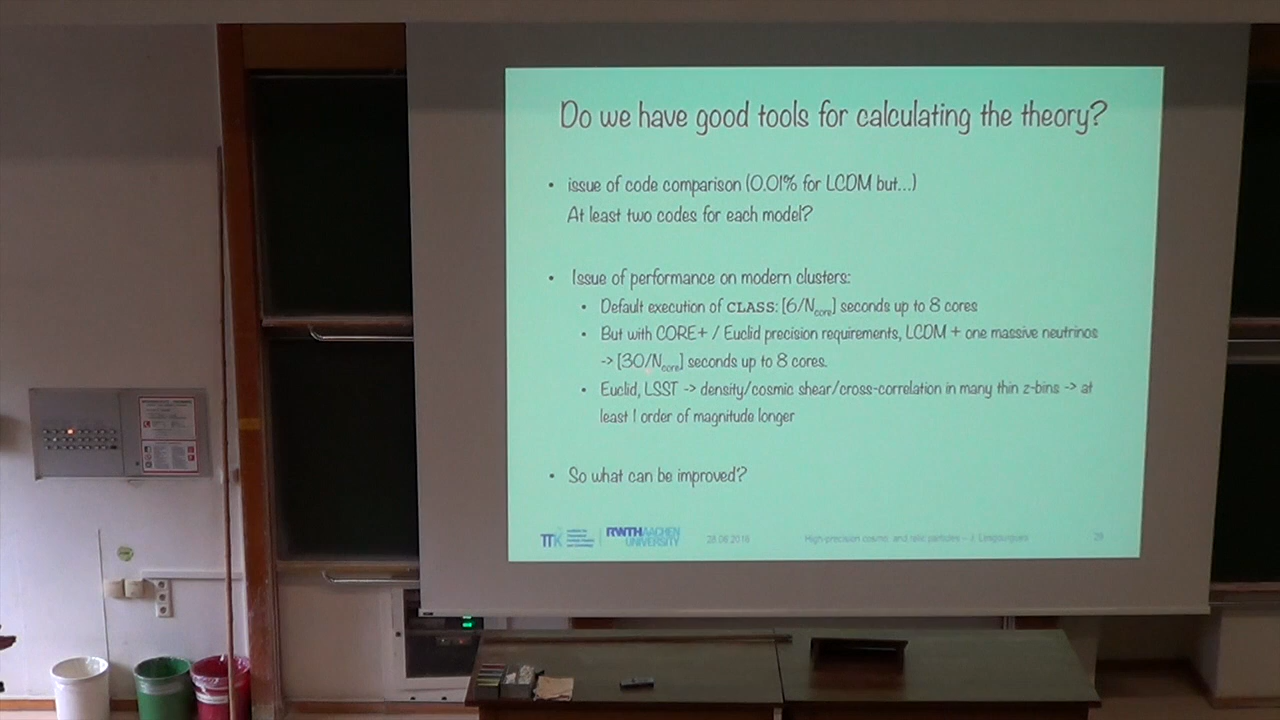 Do we have good tools for calculating the theory?
• issue of code comparison (0.01% for LCDM but...)
At least two codes for each model?
• Issue of performance on modern clusters:
• Default execution of CLASS: [6/Ncore] seconds up to 8 cores
• But with CORE+ / Euclid precision requirements, LCDM + one massive neutrinos
-> [30/Ncore] seconds up to 8 cores.
• Euclid, LSST -> density/cosmic shear/cross-correlation in many thin z-bins -> at
least 1 order of magnitude longer
• So what can be improved?
RWTH AACHEN
UNIVERSITY
28.06.2016 High-precision cosmo. and relic particles – J. Lesgourgues